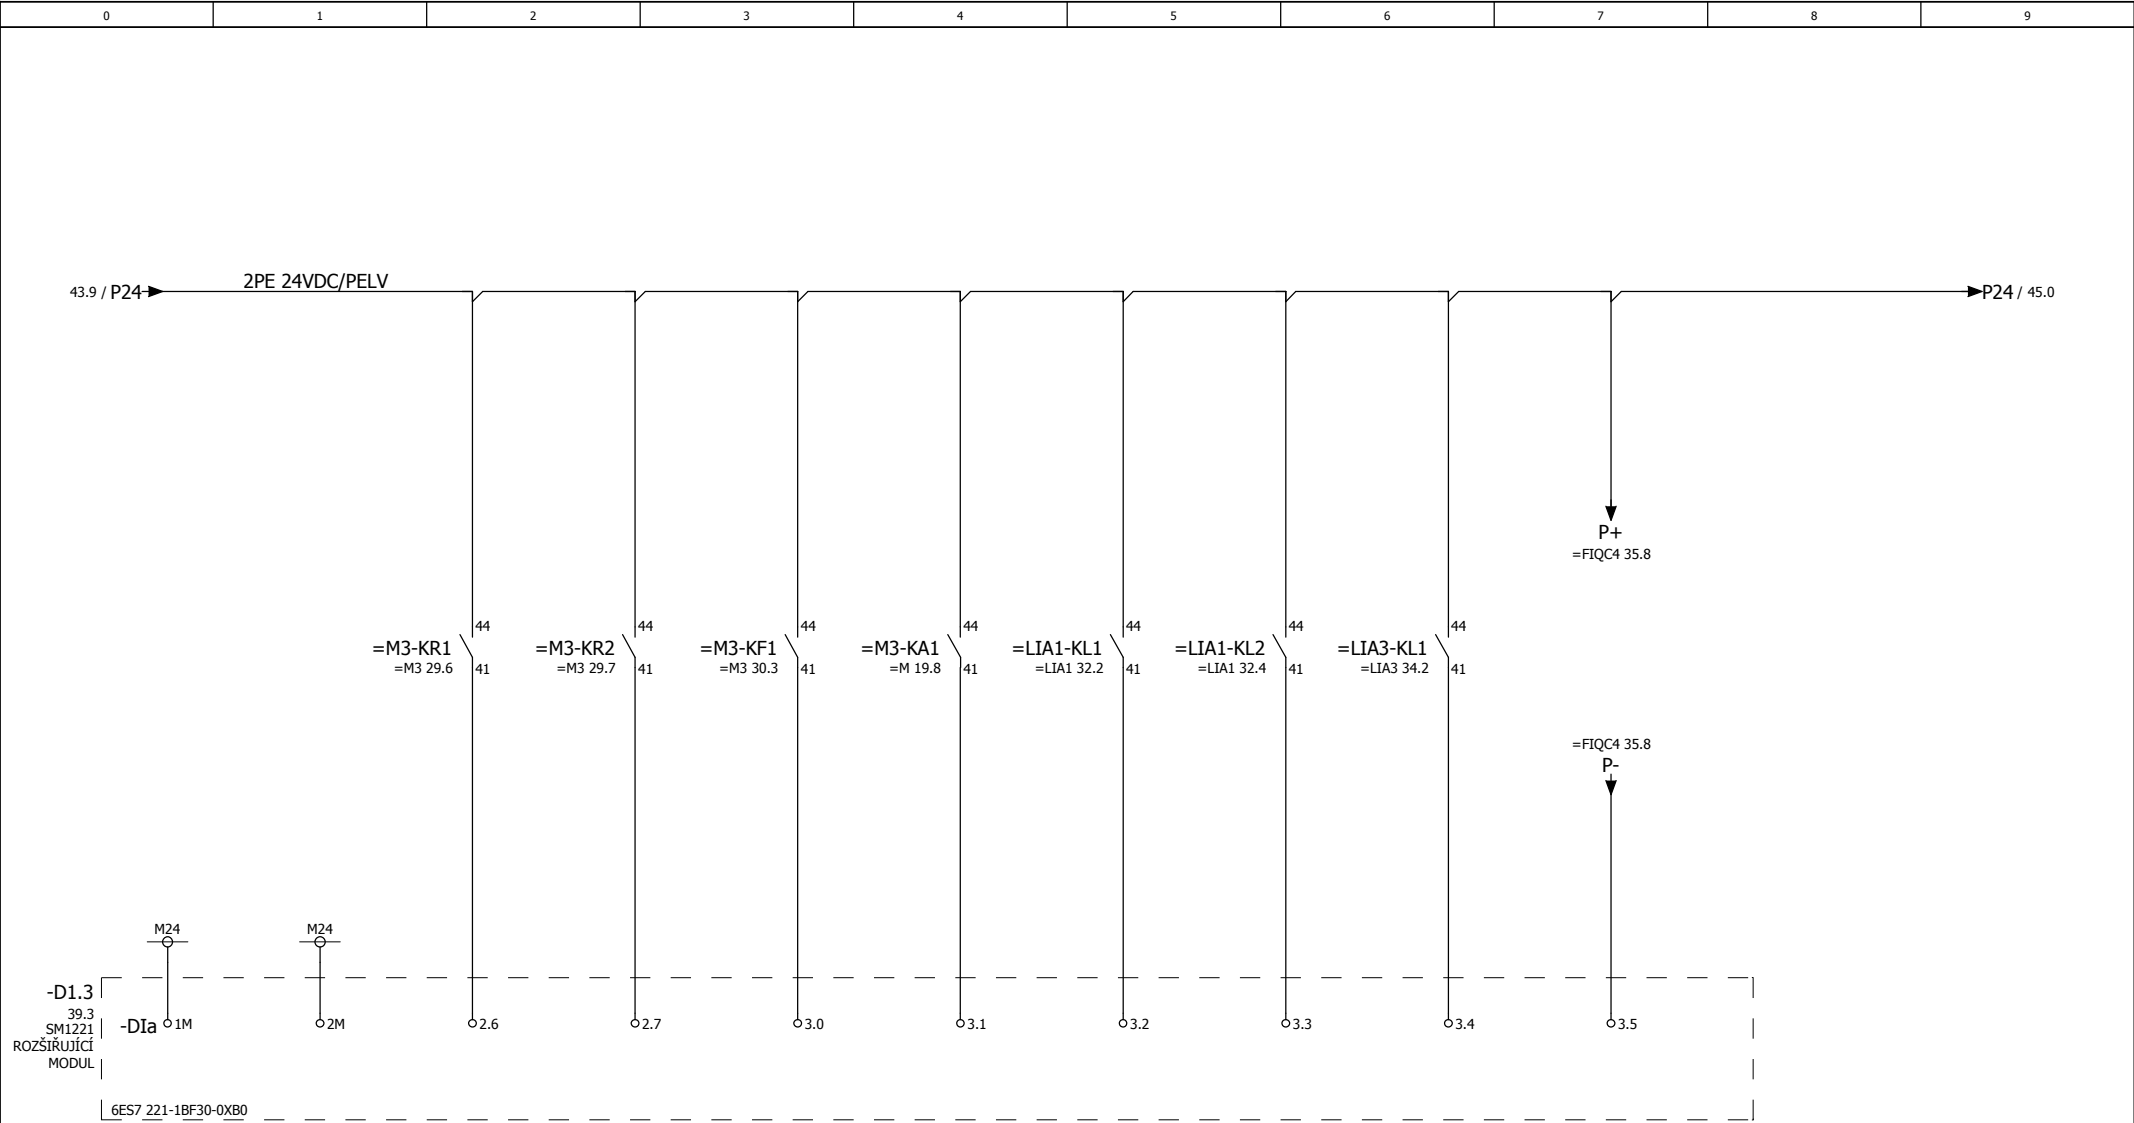 0 1 2 3 4 5 6 7 8 9
43.9 / P24 2PE 24VDC/PELV P24 / 45.0
P+
=FIQC4 35.8
44 44 44 44 44 44 44
=M3-KR1 =M3-KR2 =M3-KF1 =M3-KA1 =LIA1-KL1 =LIA1-KL2 =LIA3-KL1
=M3 29.6 41 =M3 29.7 41 =M3 30.3 41 =M 19.8 41 =LIA1 32.2 41 =LIA1 32.4 41 =LIA3 34.2 41
=FIQC4 35.8
P-
M24 M24
-D1.3
39.3
SM1221
ROZŠIŘUJÍCÍ
MODUL
-DIa 1M 2M 2.6 2.7 3.0 3.1 3.2 3.3 3.4 3.5
6ES7 221-1BF30-0XB0